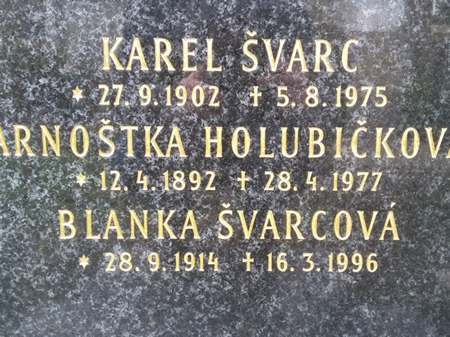 KAREL ŠVARC
* 27. 9. 1902 † 5. 8. 1975
ARNOŠTKA HOLUBIČKOVÁ
* 12. 4. 1892 † 28. 4. 1977
BLANKA ŠVARCOVÁ
* 28. 9. 1914 † 16. 3. 1996